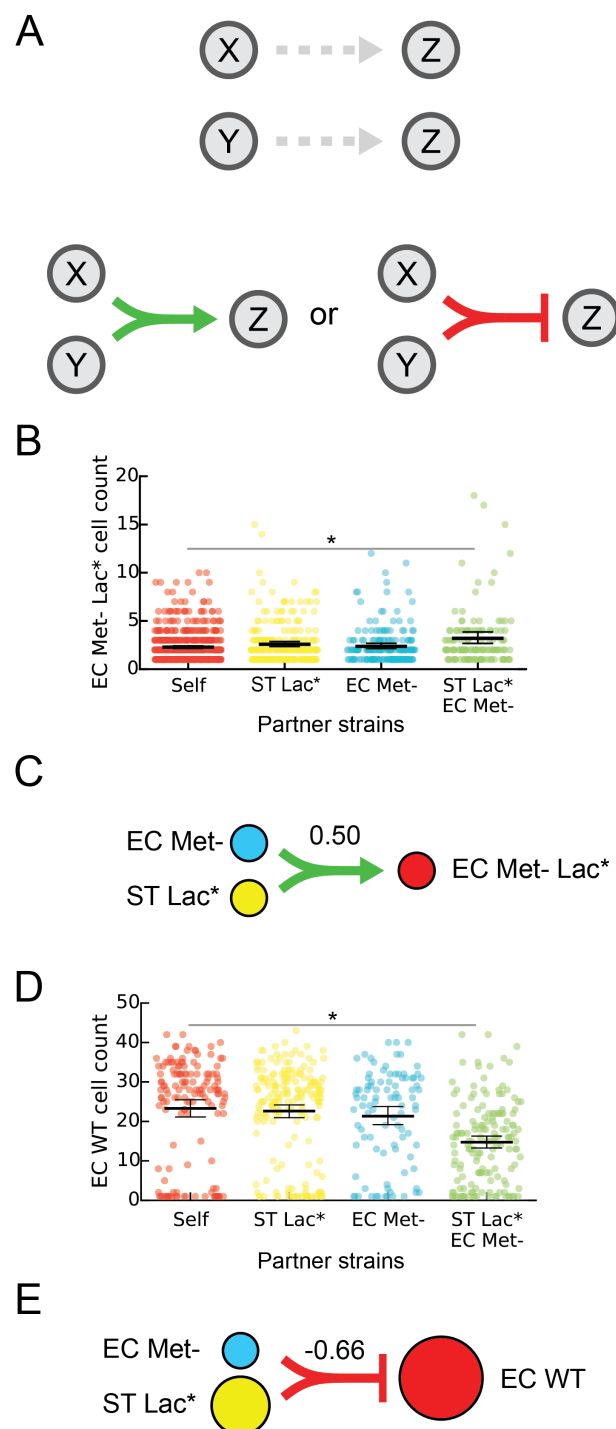 A
X
Z
Y
Z
X
Y
Z
or
X
Y
Z
B
EC Met- Lac* cell count
20
15
10
5
0
*
Self
ST Lac*
EC Met-
ST Lac*
EC Met-
Partner strains
C
EC Met-
0.50
ST Lac*
EC Met- Lac*
D
EC WT cell count
50
40
30
20
10
0
*
Self
ST Lac*
EC Met-
ST Lac*
EC Met-
Partner strains
E
EC Met-
-0.66
ST Lac*
EC WT